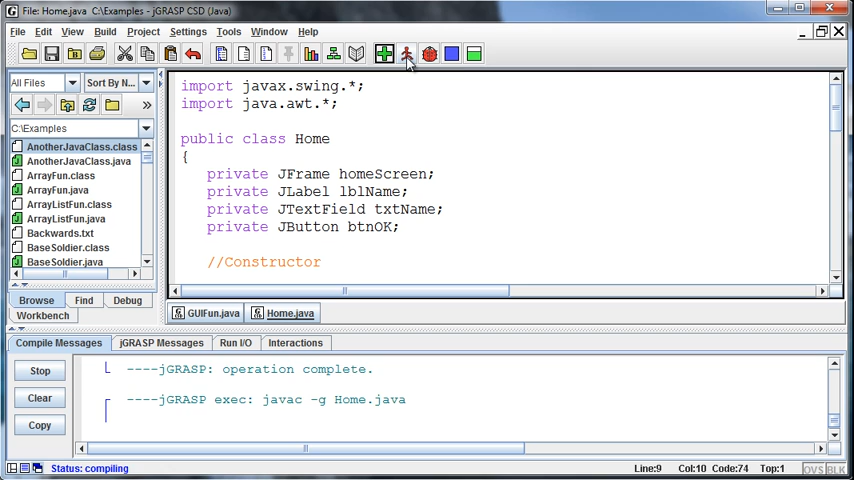 File: Home.java - jGRASP CSD (Java)
File Edit View Build Project Settings Tools Window Help
All Files Sort By N...
C:\Examples
AnotherJavaClass.class
AnotherJavaClass.java
ArrayFun.class
ArrayFun.java
ArrayListFun.class
ArrayListFun.java
Backwards.txt
BaseSoldier.class
BaseSoldier.java
Browse Find Debug
Workbench
import javax.swing.*;
import java.awt.*;
public class Home
{
private JFrame homeScreen;
private JLabel lblName;
private JTextField txtName;
private JButton btnOK;
//Constructor
GUIFun.java Home.java
Compile Messages jGRASP Messages Run I/O Interactions
Stop
Clear
Copy
----jGRASP: operation complete.
----jGRASP exec: javac -g Home.java
Status: compiling Line:9 Col:10 Code:74 Top:1 OVS BLK